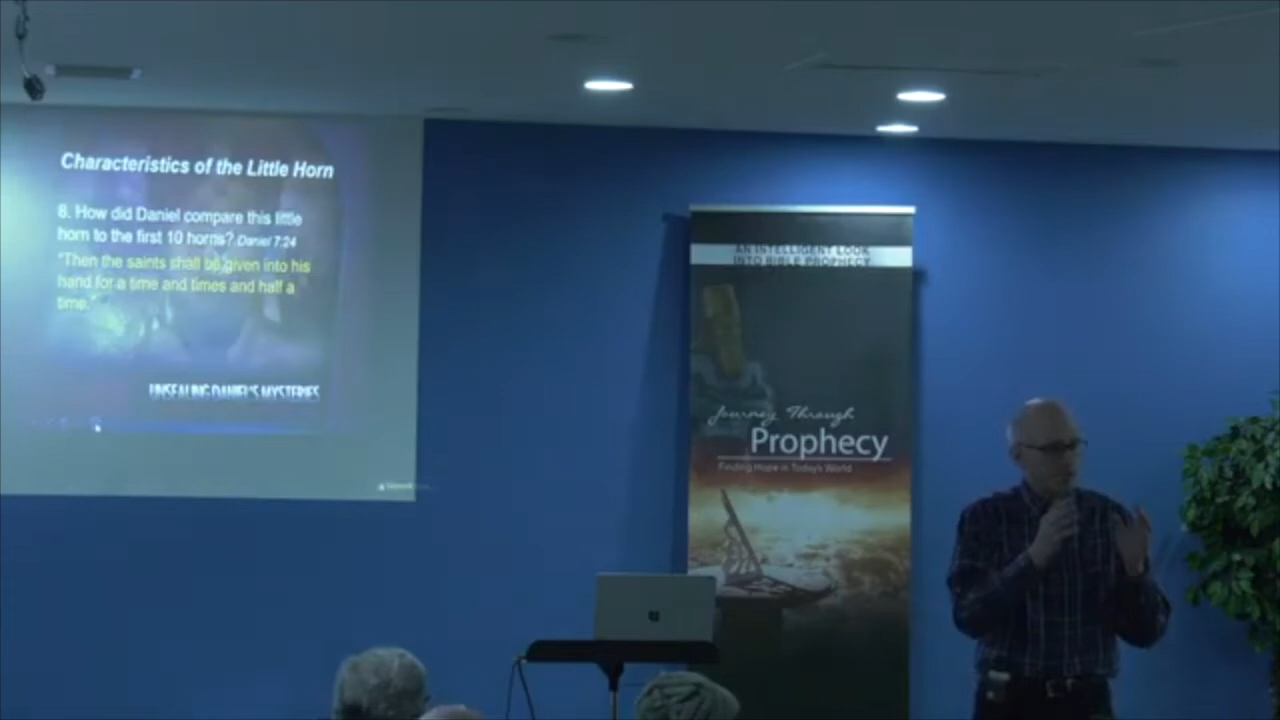 Characteristics of the Little Horn
8. How did Daniel compare this little
horn to the first 10 horns? Daniel 7:24
"Then the saints shall be given into his
hand for a time and times and half a
time."
UNSEALING DANIEL'S MYSTERIES
AN INTELLIGENT LOOK
INTO BIBLE PROPHECY
Journey Through
Prophecy
Finding Hope in Today's World